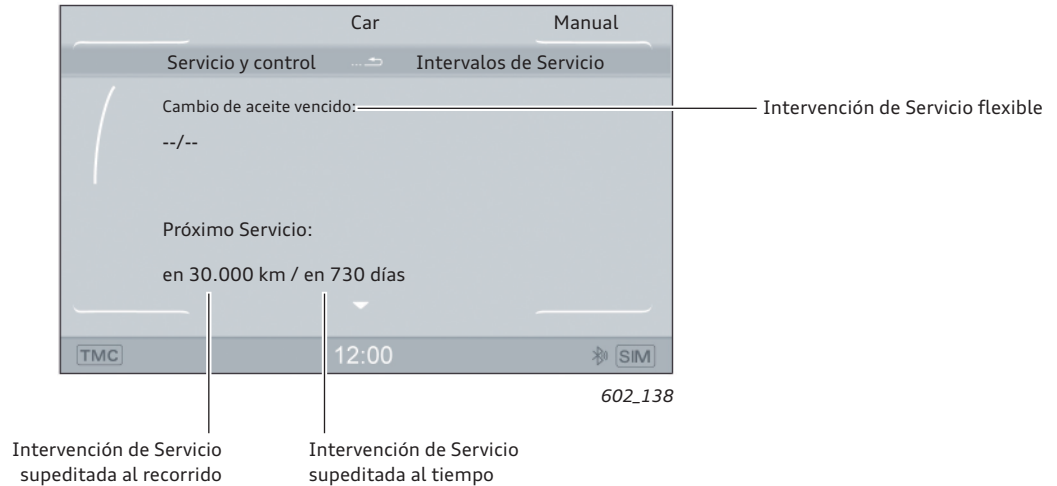 Car Manual
Servicio y control ... Intervalos de Servicio
Cambio de aceite vencido:
Intervención de Servicio flexible
--/--
Próximo Servicio:
en 30.000 km / en 730 días
TMC 12:00 SIM
602_138
Intervención de Servicio
supeditada al recorrido
Intervención de Servicio
supeditada al tiempo